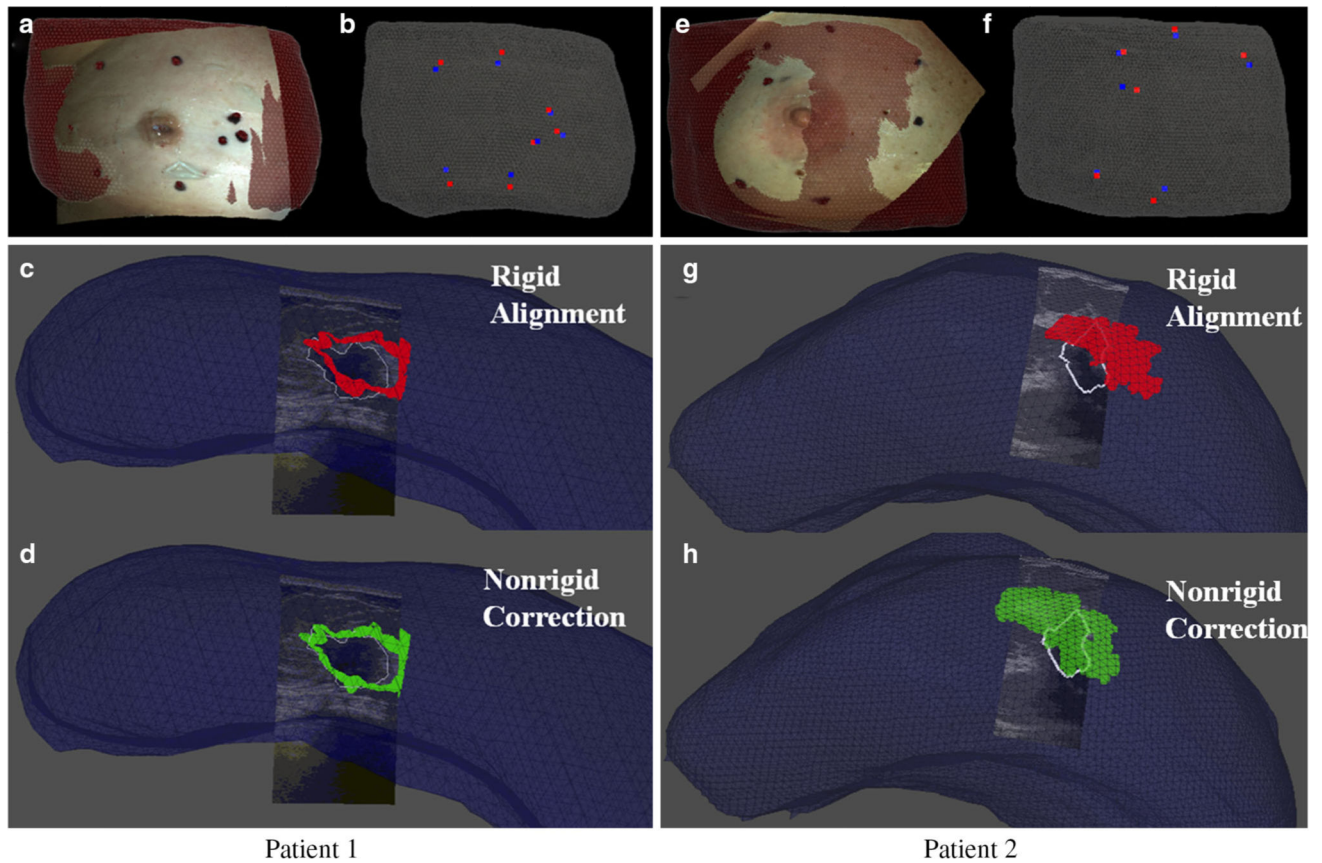 a
b
e
f
c
Rigid
Alignment
g
Rigid
Alignment
d
Nonrigid
Correction
h
Nonrigid
Correction
Patient 1
Patient 2